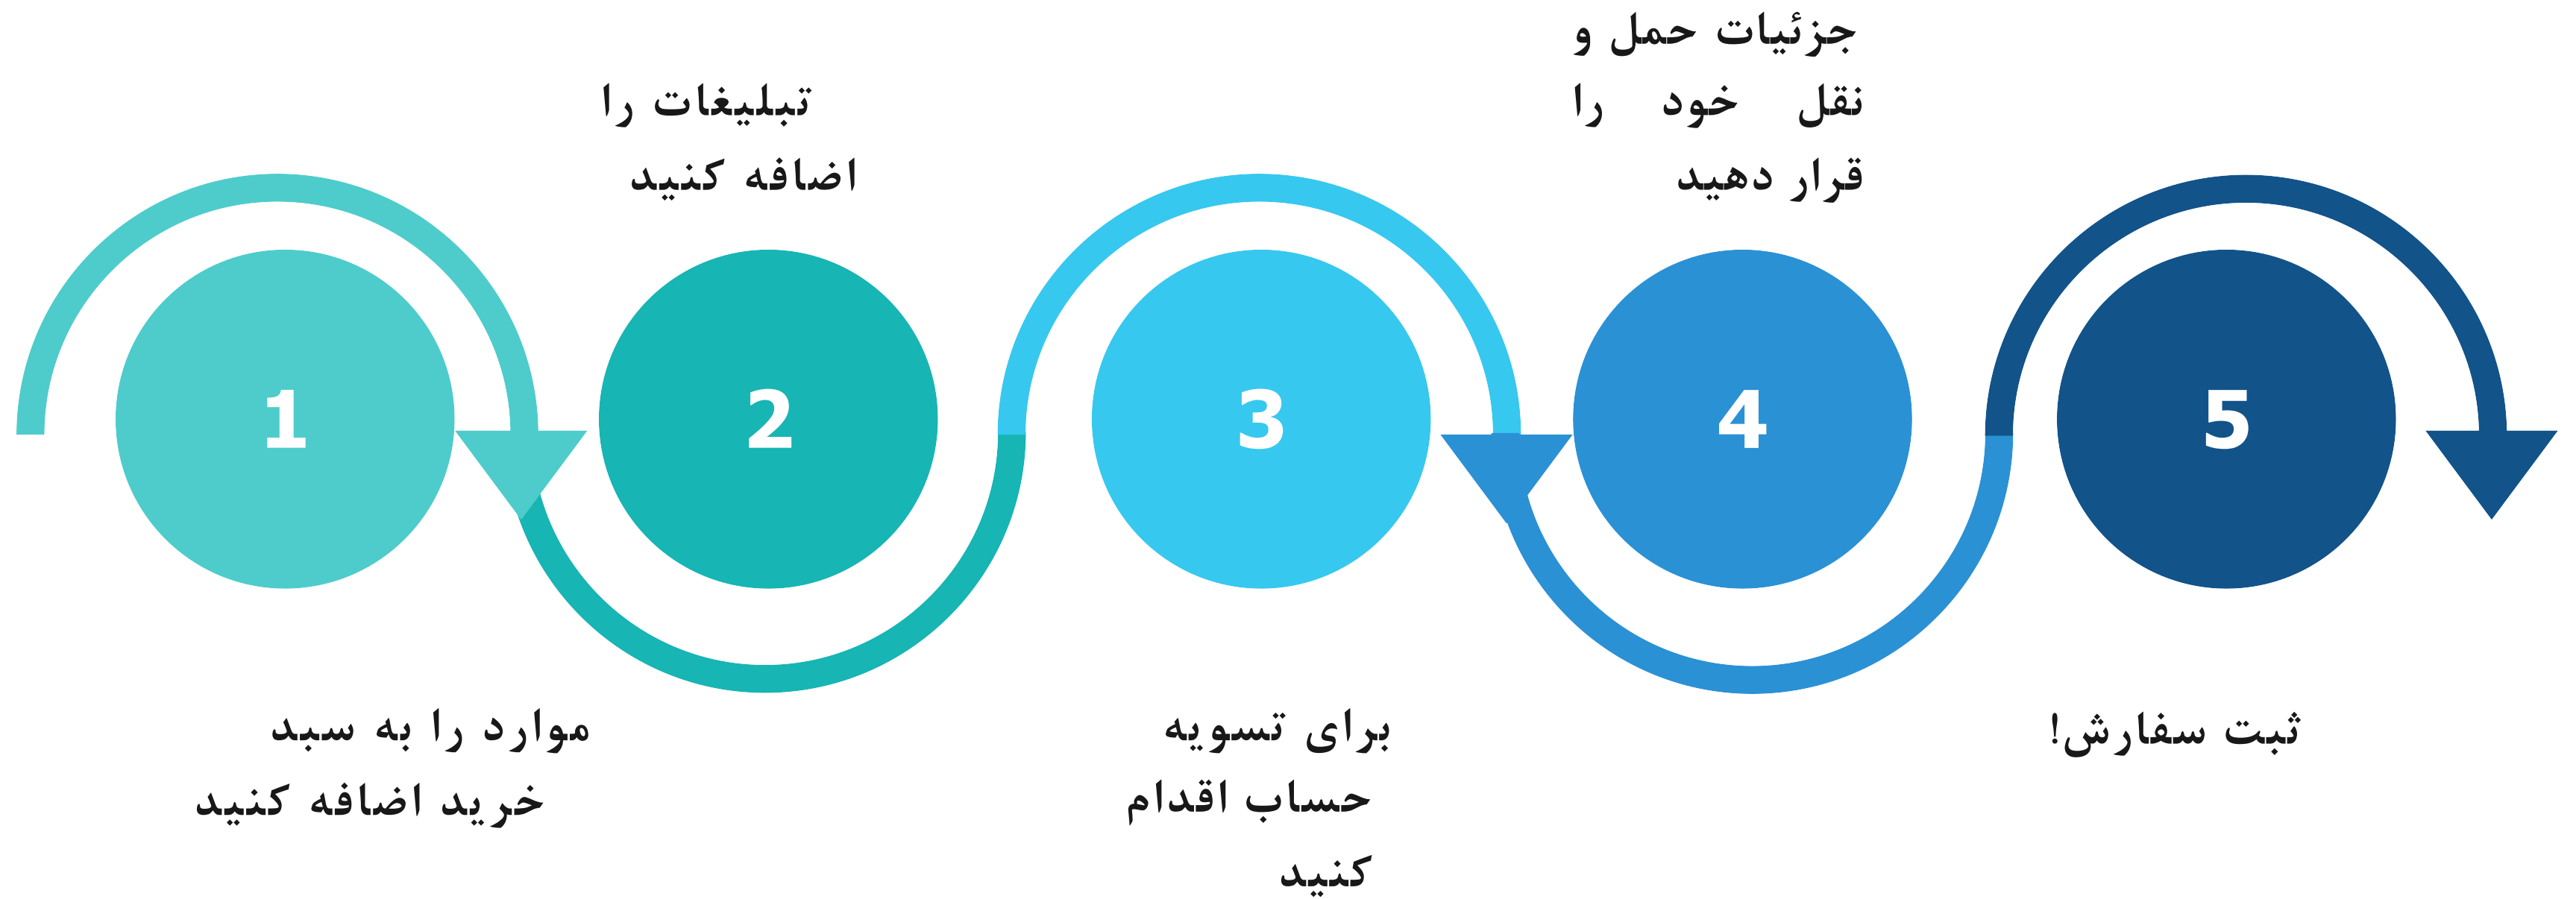 1
موارد را به سبد
خرید اضافه کنید
2
تبلیغات را
اضافه کنید
3
برای تسویه
حساب اقدام
کنید
4
جزئیات حمل و
نقل خود را
قرار دهید
5
ثبت سفارش!